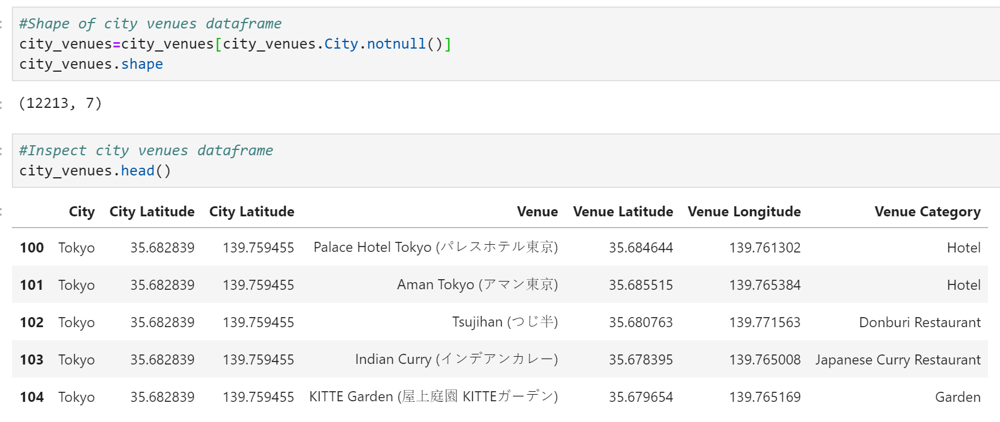 #Shape of city venues dataframe
city_venues=city_venues[city_venues.City.notnull()]
city_venues.shape
(12213, 7)
#Inspect city venues dataframe
city_venues.head()
City City Latitude City Latitude Venue Venue Latitude Venue Longitude Venue Category
100 Tokyo 35.682839 139.759455 Palace Hotel Tokyo (パレスホテル東京) 35.684644 139.761302 Hotel
101 Tokyo 35.682839 139.759455 Aman Tokyo (アマン東京) 35.685515 139.765384 Hotel
102 Tokyo 35.682839 139.759455 Tsujihan (つじ半) 35.680763 139.771563 Donburi Restaurant
103 Tokyo 35.682839 139.759455 Indian Curry (インデアンカレー) 35.678395 139.765008 Japanese Curry Restaurant
104 Tokyo 35.682839 139.759455 KITTE Garden (屋上庭園 KITTEガーデン) 35.679654 139.765169 Garden